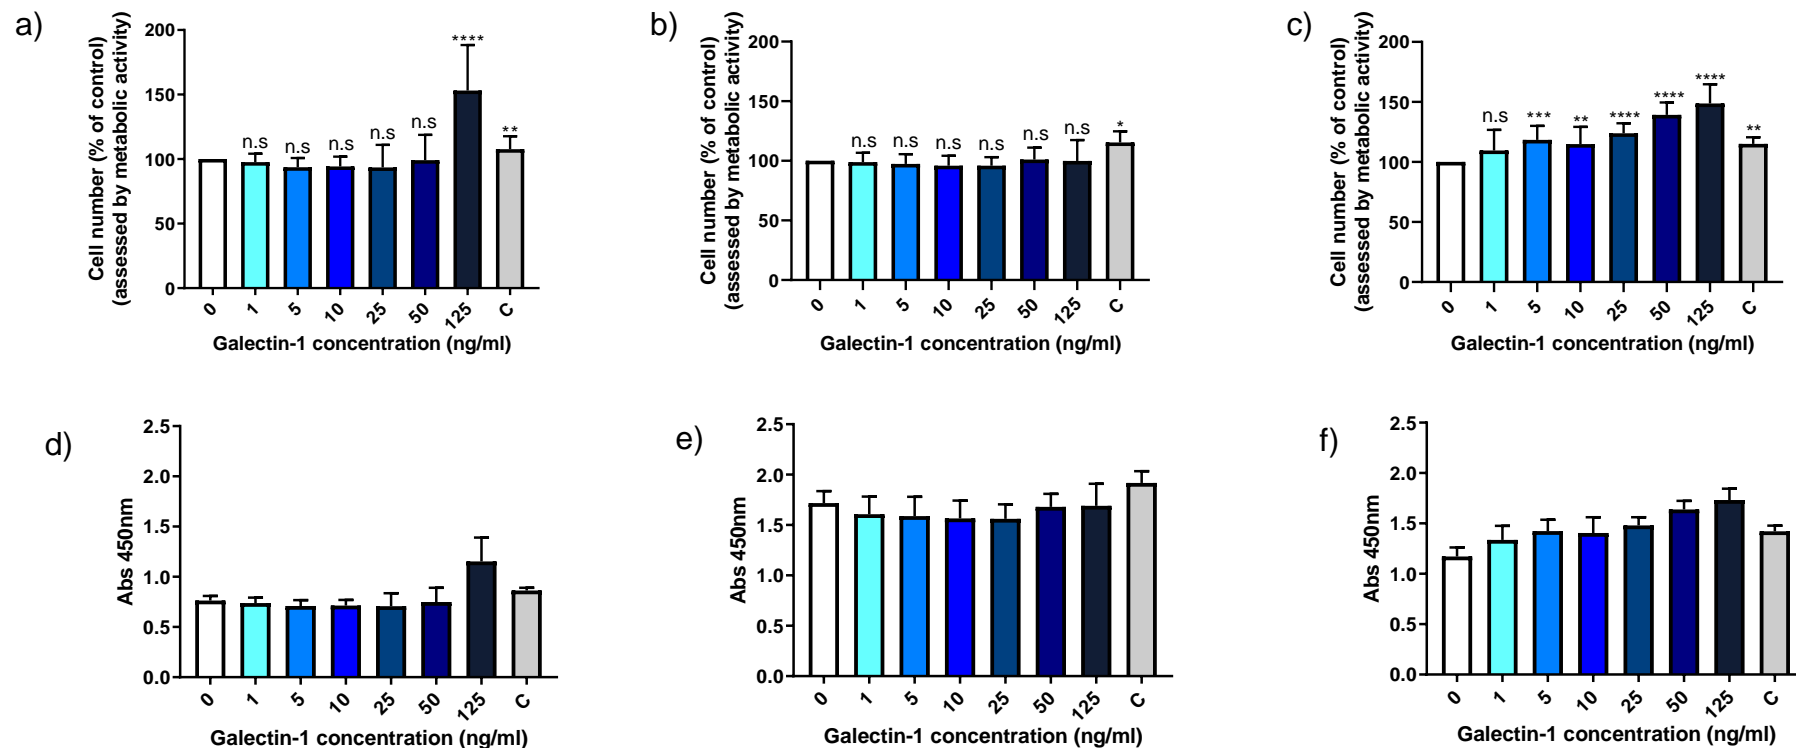 a)
Cell number (% of control)
(assessed by metabolic activity)
200
150
100
50
0
n.s
n.s
n.s
n.s
n.s
****
**
0
1
5
10
25
50
125
C
Galectin-1 concentration (ng/ml)
b)
Cell number (% of control)
(assessed by metabolic activity)
200
150
100
50
0
n.s
n.s
n.s
n.s
n.s
n.s
*
0
1
5
10
25
50
125
C
Galectin-1 concentration (ng/ml)
c)
Cell number (% of control)
(assessed by metabolic activity)
200
150
100
50
0
n.s
***
**
****
****
****
**
0
1
5
10
25
50
125
C
Galectin-1 concentration (ng/ml)
d)
Abs 450nm
2.5
2.0
1.5
1.0
0.5
0.0
0
1
5
10
25
50
125
C
Galectin-1 concentration (ng/ml)
e)
Abs 450nm
2.5
2.0
1.5
1.0
0.5
0.0
0
1
5
10
25
50
125
C
Galectin-1 concentration (ng/ml)
f)
Abs 450nm
2.5
2.0
1.5
1.0
0.5
0.0
0
1
5
10
25
50
125
C
Galectin-1 concentration (ng/ml)